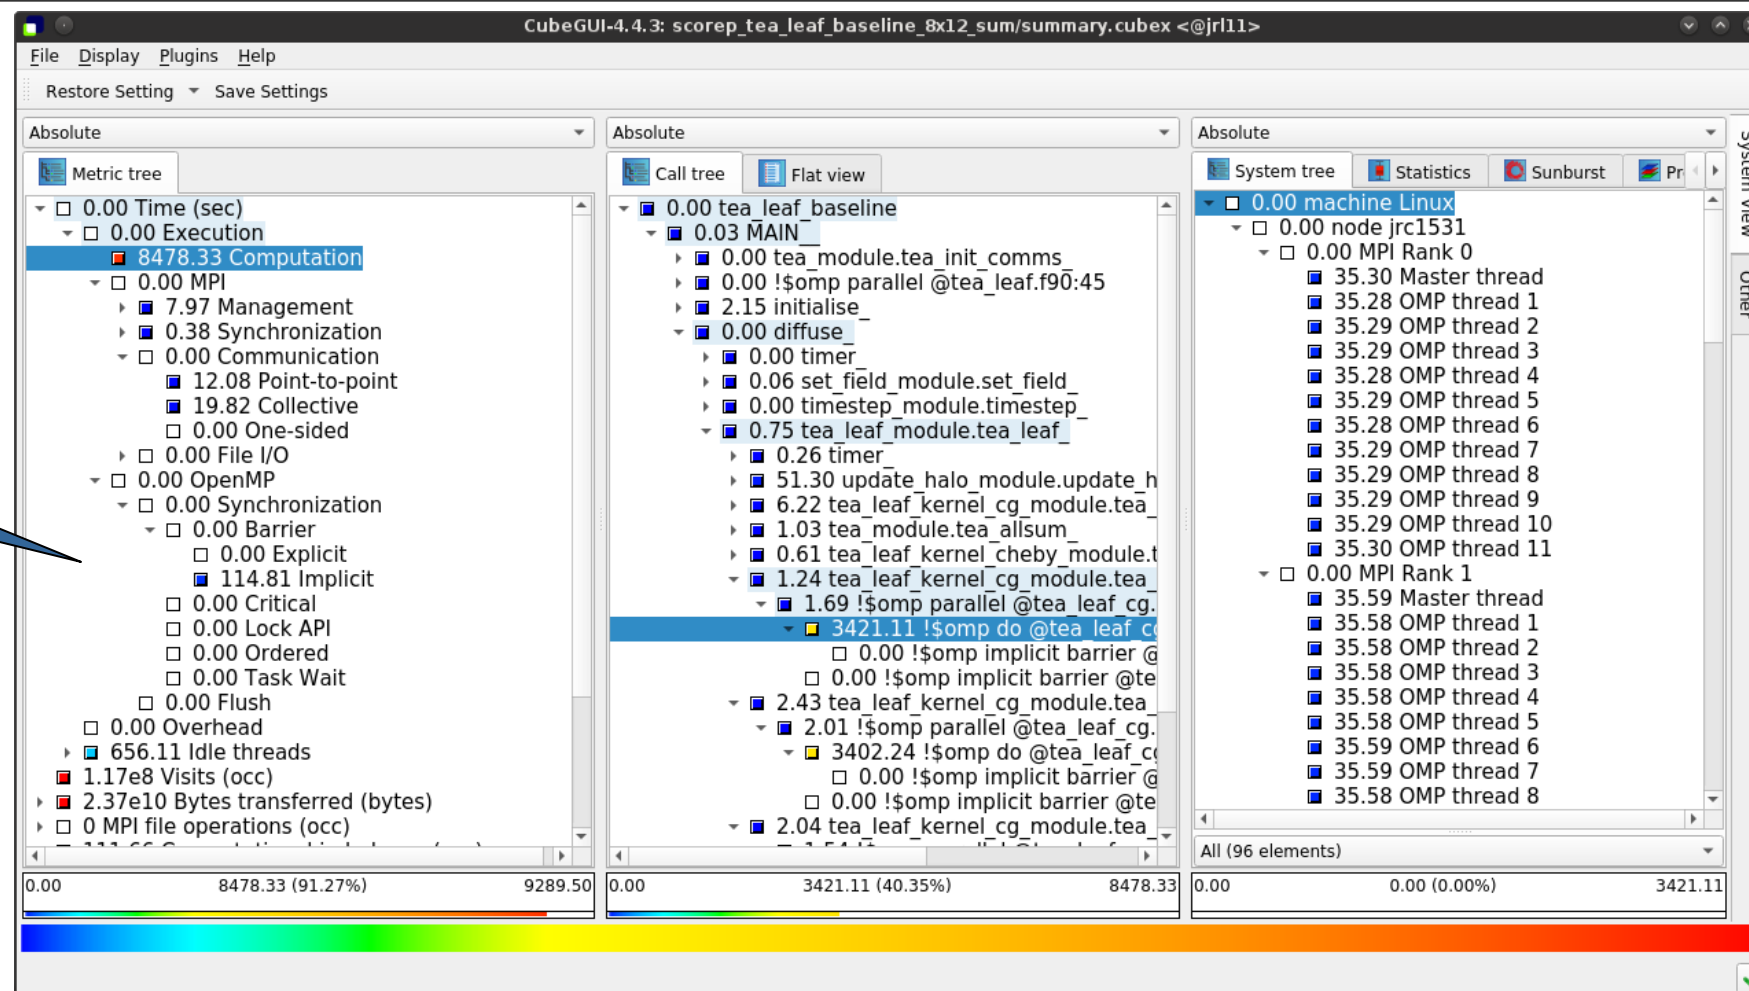 CubeGUI-4.4.3: scorep_tea_leaf_baseline_8x12_sum/summary.cubex <@jrl11>
File Display Plugins Help
Restore Setting Save Settings
Absolute
Metric tree
0.00 Time (sec)
0.00 Execution
8478.33 Computation
0.00 MPI
7.97 Management
0.38 Synchronization
0.00 Communication
12.08 Point-to-point
19.82 Collective
0.00 One-sided
0.00 File I/O
0.00 OpenMP
0.00 Synchronization
0.00 Barrier
0.00 Explicit
114.81 Implicit
0.00 Critical
0.00 Lock API
0.00 Ordered
0.00 Task Wait
0.00 Flush
0.00 Overhead
656.11 Idle threads
1.17e8 Visits (occ)
2.37e10 Bytes transferred (bytes)
0 MPI file operations (occ)
0.00 8478.33 (91.27%) 9289.50
Absolute
Call tree Flat view
0.00 tea_leaf_baseline
0.03 MAIN__
0.00 tea_module.tea_init_comms_
0.00 !$omp parallel @tea_leaf.f90:45
2.15 initialise_
0.00 diffuse_
0.00 timer_
0.06 set_field_module.set_field_
0.00 timestep_module.timestep_
0.75 tea_leaf_module.tea_leaf_
0.26 timer_
51.30 update_halo_module.update_h
6.22 tea_leaf_kernel_cg_module.tea_
1.03 tea_module.tea_allsum_
0.61 tea_leaf_kernel_cheby_module.t
1.24 tea_leaf_kernel_cg_module.tea_
1.69 !$omp parallel @tea_leaf_cg.
3421.11 !$omp do @tea_leaf_c
0.00 !$omp implicit barrier @
0.00 !$omp implicit barrier @te
2.43 tea_leaf_kernel_cg_module.tea_
2.01 !$omp parallel @tea_leaf_cg.
3402.24 !$omp do @tea_leaf_c
0.00 !$omp implicit barrier @
0.00 !$omp implicit barrier @te
2.04 tea_leaf_kernel_cg_module.tea_
0.00 3421.11 (40.35%) 8478.33
Absolute
System tree Statistics Sunburst Pr
0.00 machine Linux
0.00 node jrc1531
0.00 MPI Rank 0
35.30 Master thread
35.28 OMP thread 1
35.29 OMP thread 2
35.29 OMP thread 3
35.28 OMP thread 4
35.29 OMP thread 5
35.28 OMP thread 6
35.29 OMP thread 7
35.29 OMP thread 8
35.29 OMP thread 9
35.29 OMP thread 10
35.30 OMP thread 11
0.00 MPI Rank 1
35.59 Master thread
35.58 OMP thread 1
35.58 OMP thread 2
35.58 OMP thread 3
35.58 OMP thread 4
35.58 OMP thread 5
35.59 OMP thread 6
35.59 OMP thread 7
35.58 OMP thread 8
All (96 elements)
0.00 0.00 (0.00%) 3421.11
System View
Other